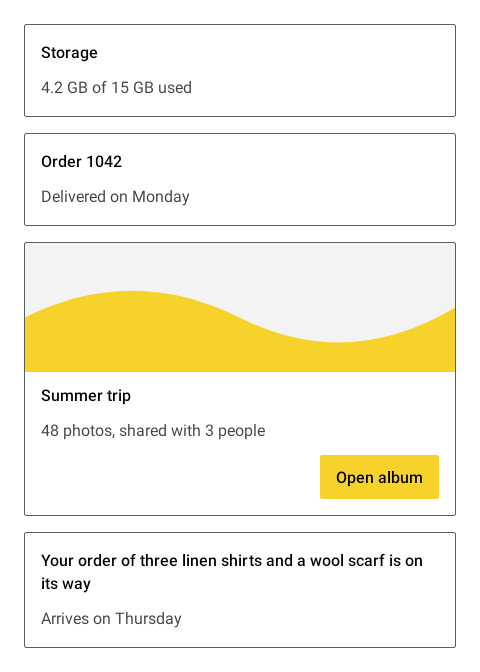 Storage
4.2 GB of 15 GB used
Order 1042
Delivered on Monday
Summer trip
48 photos, shared with 3 people
Open album
Your order of three linen shirts and a wool scarf is on
its way
Arrives on Thursday